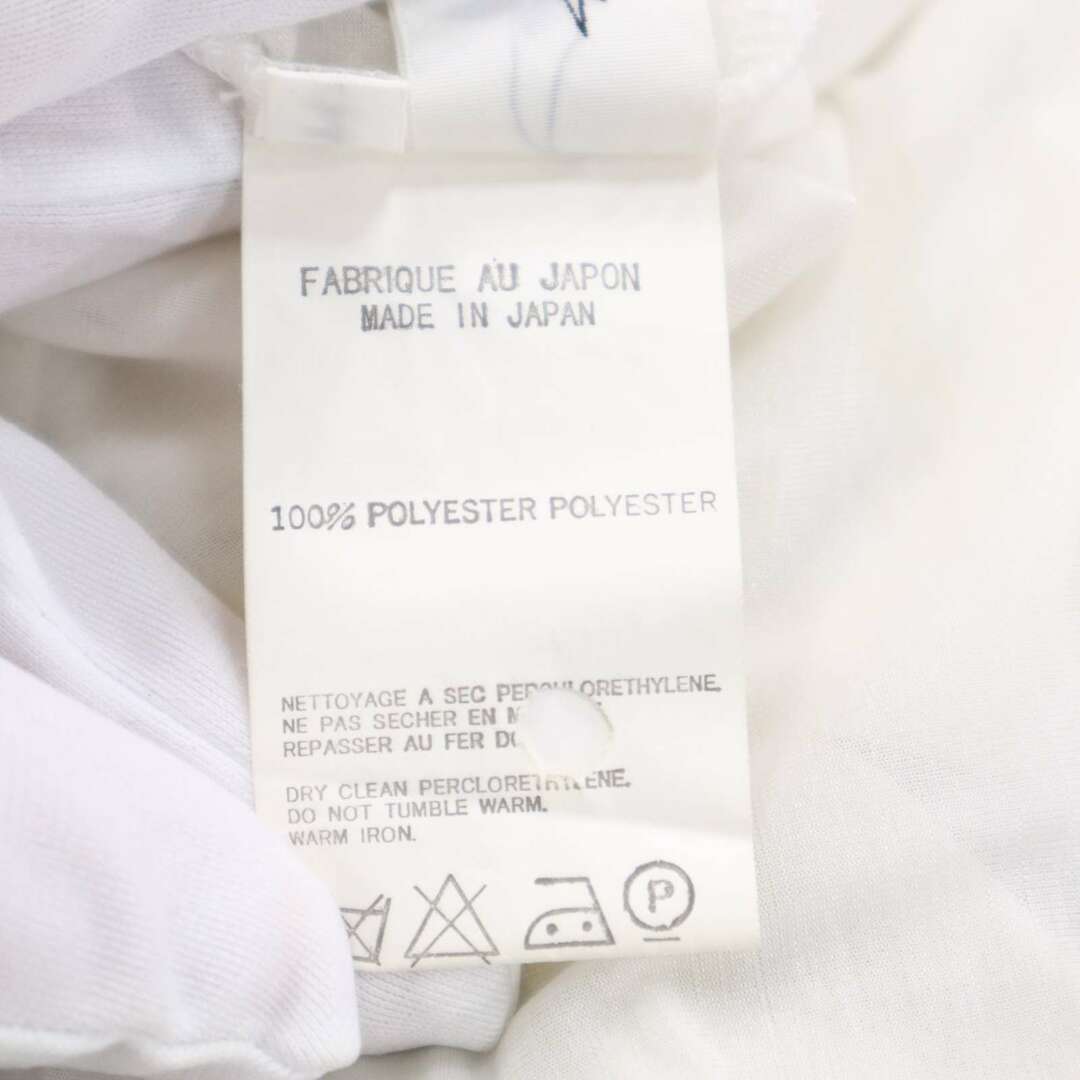 FABRIQUE AU JAPON
MADE IN JAPAN
100% POLYESTER POLYESTER
NETTOYAGE A SEC
NE PAS SECHER EN
REPASSER AU FER
DRY CLEAN PERCLORETHYLENE.
DO NOT TUMBLE WARM.
WARM IRON.
P